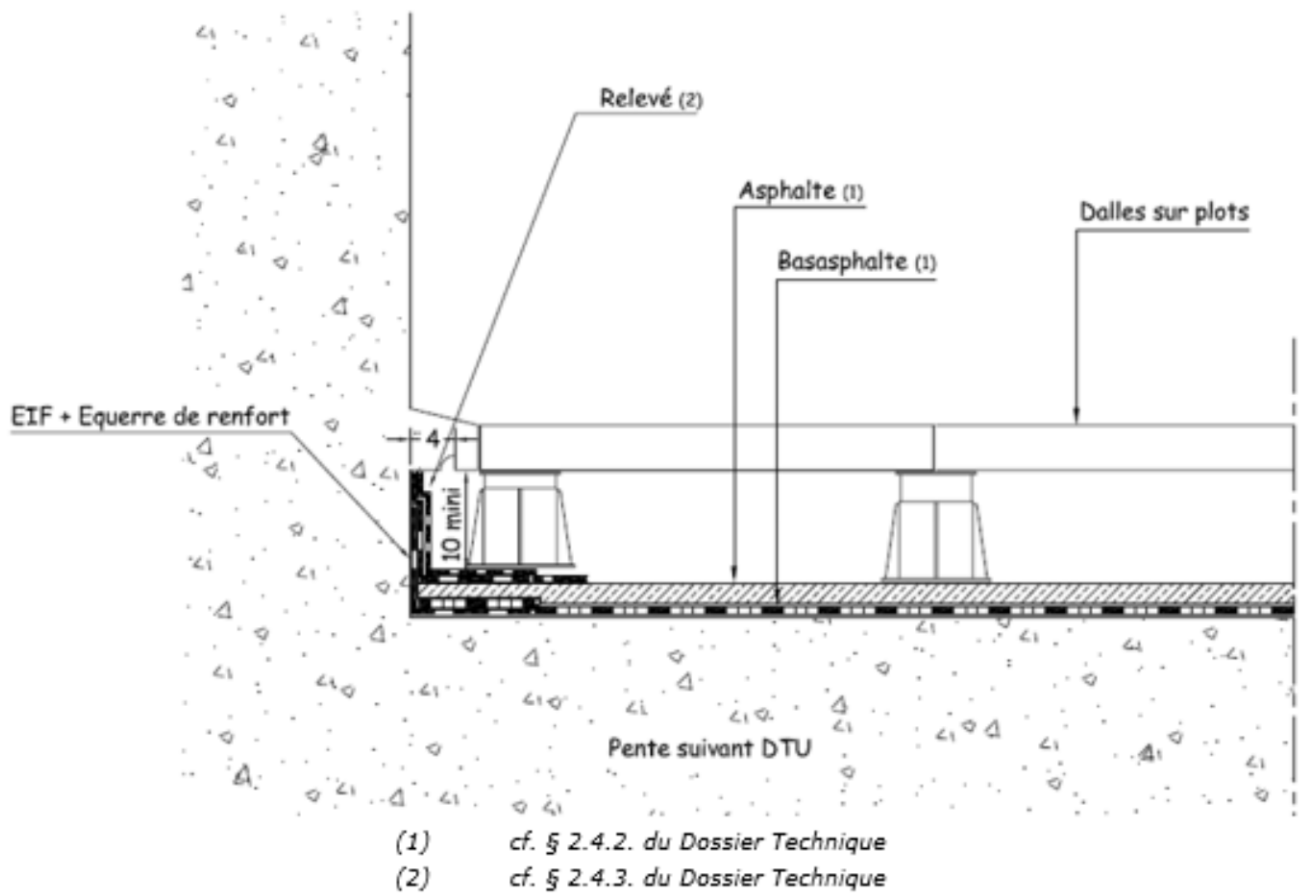 Relevé (2)
Asphalte (1)
Dalles sur plots
Basasphalte (1)
EIF + Equerre de renfort
4
10 mini
Pente suivant DTU
(1) cf. § 2.4.2. du Dossier Technique
(2) cf. § 2.4.3. du Dossier Technique